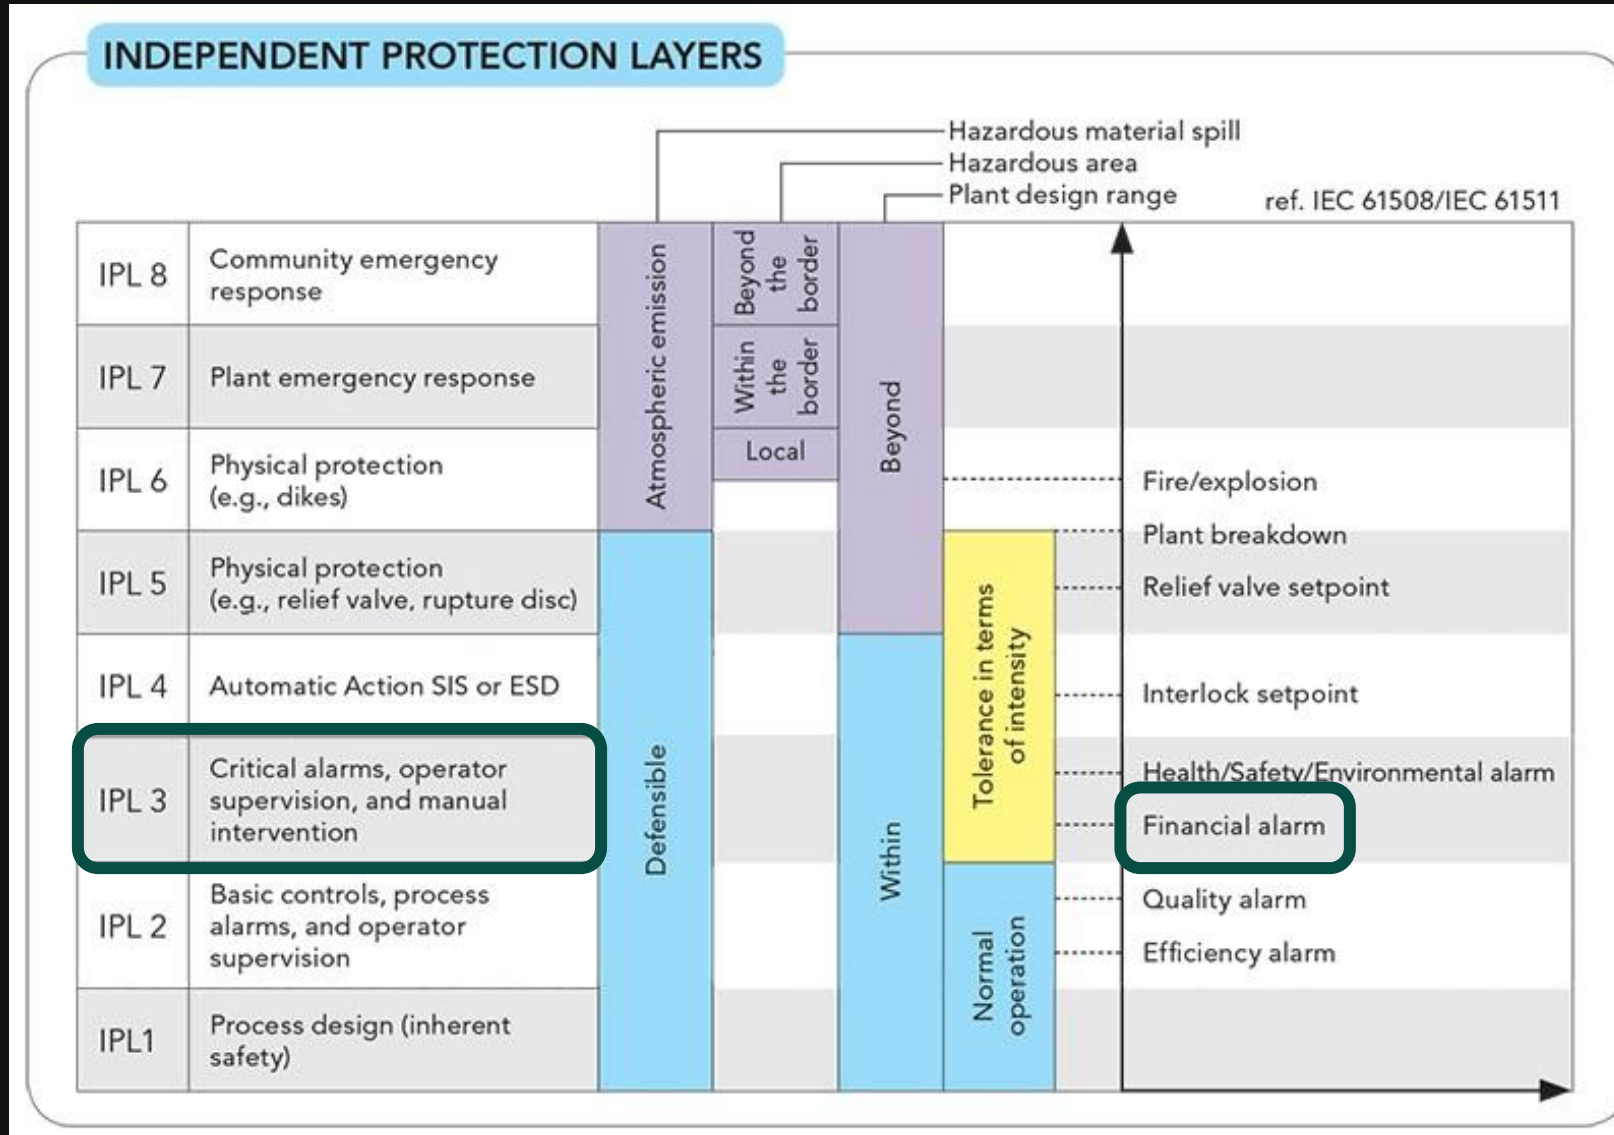 INDEPENDENT PROTECTION LAYERS
Hazardous material spill
Hazardous area
Plant design range
ref. IEC 61508/IEC 61511
IPL 8
Community emergency
response
IPL 7
Plant emergency response
IPL 6
Physical protection
(e.g., dikes)
IPL 5
Physical protection
(e.g., relief valve, rupture disc)
IPL 4
Automatic Action SIS or ESD
IPL 3
Critical alarms, operator
supervision, and manual
intervention
IPL 2
Basic controls, process
alarms, and operator
supervision
IPL1
Process design (inherent
safety)
Atmospheric emission
Defensible
Beyond
the
border
Within
the
border
Local
Beyond
Within
Tolerance in terms
of intensity
Normal
operation
Fire/explosion
Plant breakdown
Relief valve setpoint
Interlock setpoint
Health/Safety/Environmental alarm
Financial alarm
Quality alarm
Efficiency alarm